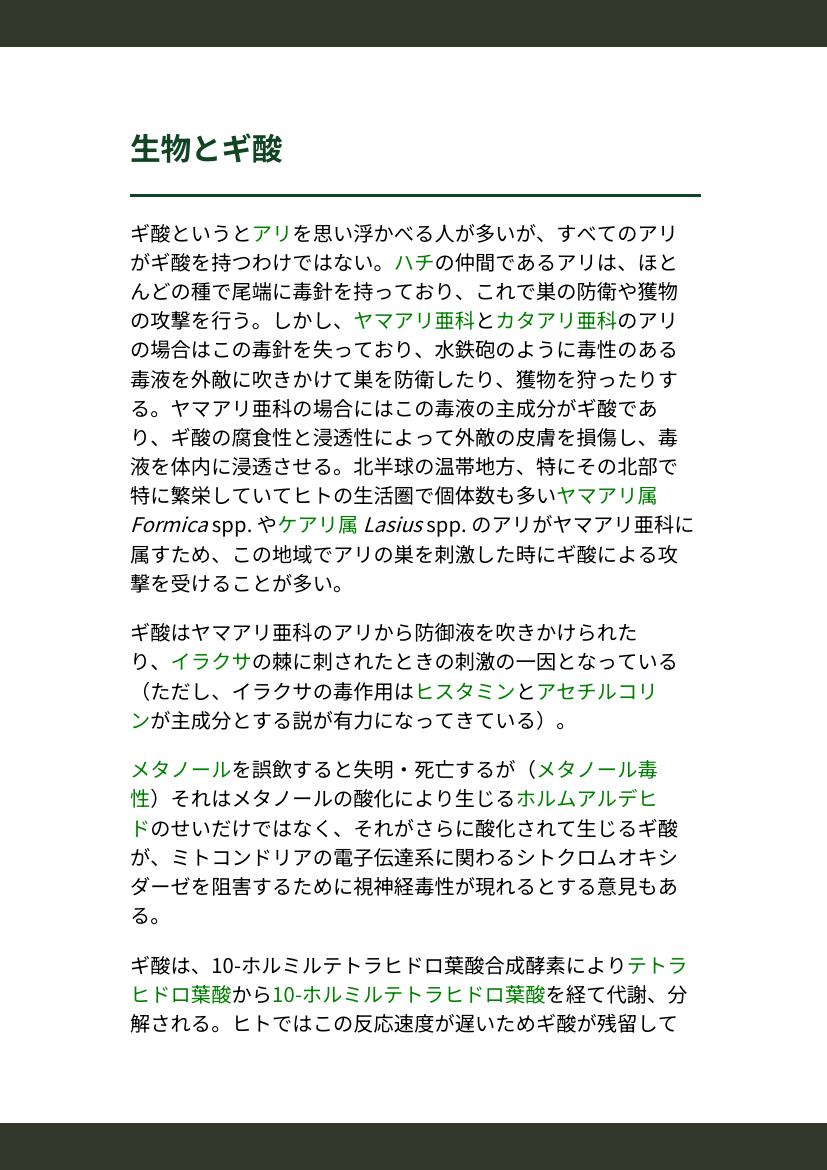 生物とギ酸
ギ酸というとアリを思い浮かべる人が多いが、すべてのアリ
がギ酸を持つわけではない。ハチの仲間であるアリは、ほと
んどの種で尾端に毒針を持っており、これで巣の防衛や獲物
の攻撃を行う。しかし、ヤマアリ亜科とカタアリ亜科のアリ
の場合はこの毒針を失っており、水鉄砲のように毒性のある
毒液を外敵に吹きかけて巣を防衛したり、獲物を狩ったりす
る。ヤマアリ亜科の場合にはこの毒液の主成分がギ酸であ
り、ギ酸の腐食性と浸透性によって外敵の皮膚を損傷し、毒
液を体内に浸透させる。北半球の温帯地方、特にその北部で
特に繁栄していてヒトの生活圏で個体数も多いヤマアリ属
Formica spp. やケアリ属 Lasius spp. のアリがヤマアリ亜科に
属すため、この地域でアリの巣を刺激した時にギ酸による攻
撃を受けることが多い。
ギ酸はヤマアリ亜科のアリから防御液を吹きかけられた
り、イラクサの棘に刺されたときの刺激の一因となっている
（ただし、イラクサの毒作用はヒスタミンとアセチルコリ
ンが主成分とする説が有力になってきている）。
メタノールを誤飲すると失明・死亡するが（メタノール毒
性）それはメタノールの酸化により生じるホルムアルデヒ
ドのせいだけではなく、それがさらに酸化されて生じるギ酸
が、ミトコンドリアの電子伝達系に関わるシトクロムオキシ
ダーゼを阻害するために視神経毒性が現れるとする意見もあ
る。
ギ酸は、10-ホルミルテトラヒドロ葉酸合成酵素によりテトラ
ヒドロ葉酸から10-ホルミルテトラヒドロ葉酸を経て代謝、分
解される。ヒトではこの反応速度が遅いためギ酸が残留して